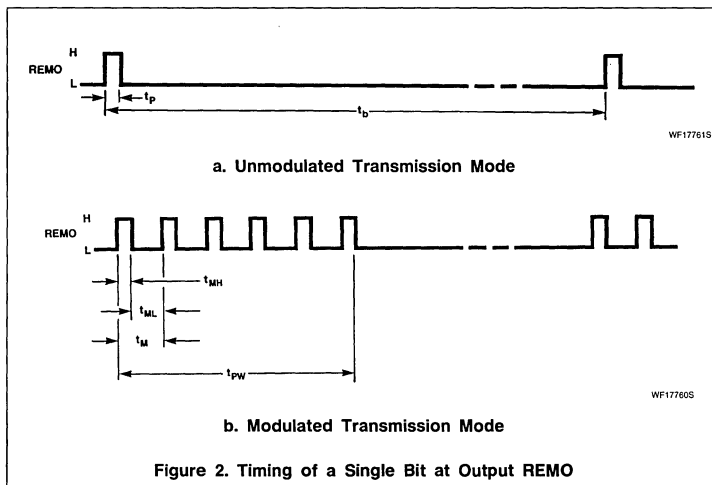 H
REMO
L
tP
tb
WF17761S
a. Unmodulated Transmission Mode
H
REMO
L
tMH
tML
tM
tPW
WF17760S
b. Modulated Transmission Mode
Figure 2. Timing of a Single Bit at Output REMO